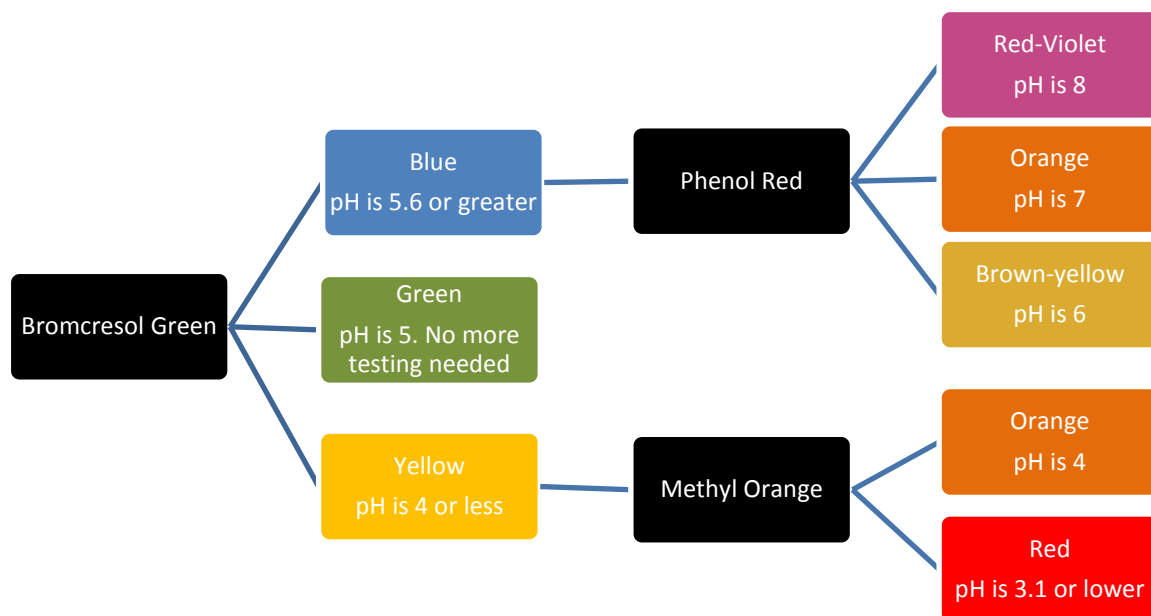 Bromcresol Green
Blue
pH is 5.6 or greater
Green
pH is 5. No more
testing needed
Yellow
pH is 4 or less
Phenol Red
Methyl Orange
Red-Violet
pH is 8
Orange
pH is 7
Brown-yellow
pH is 6
Orange
pH is 4
Red
pH is 3.1 or lower